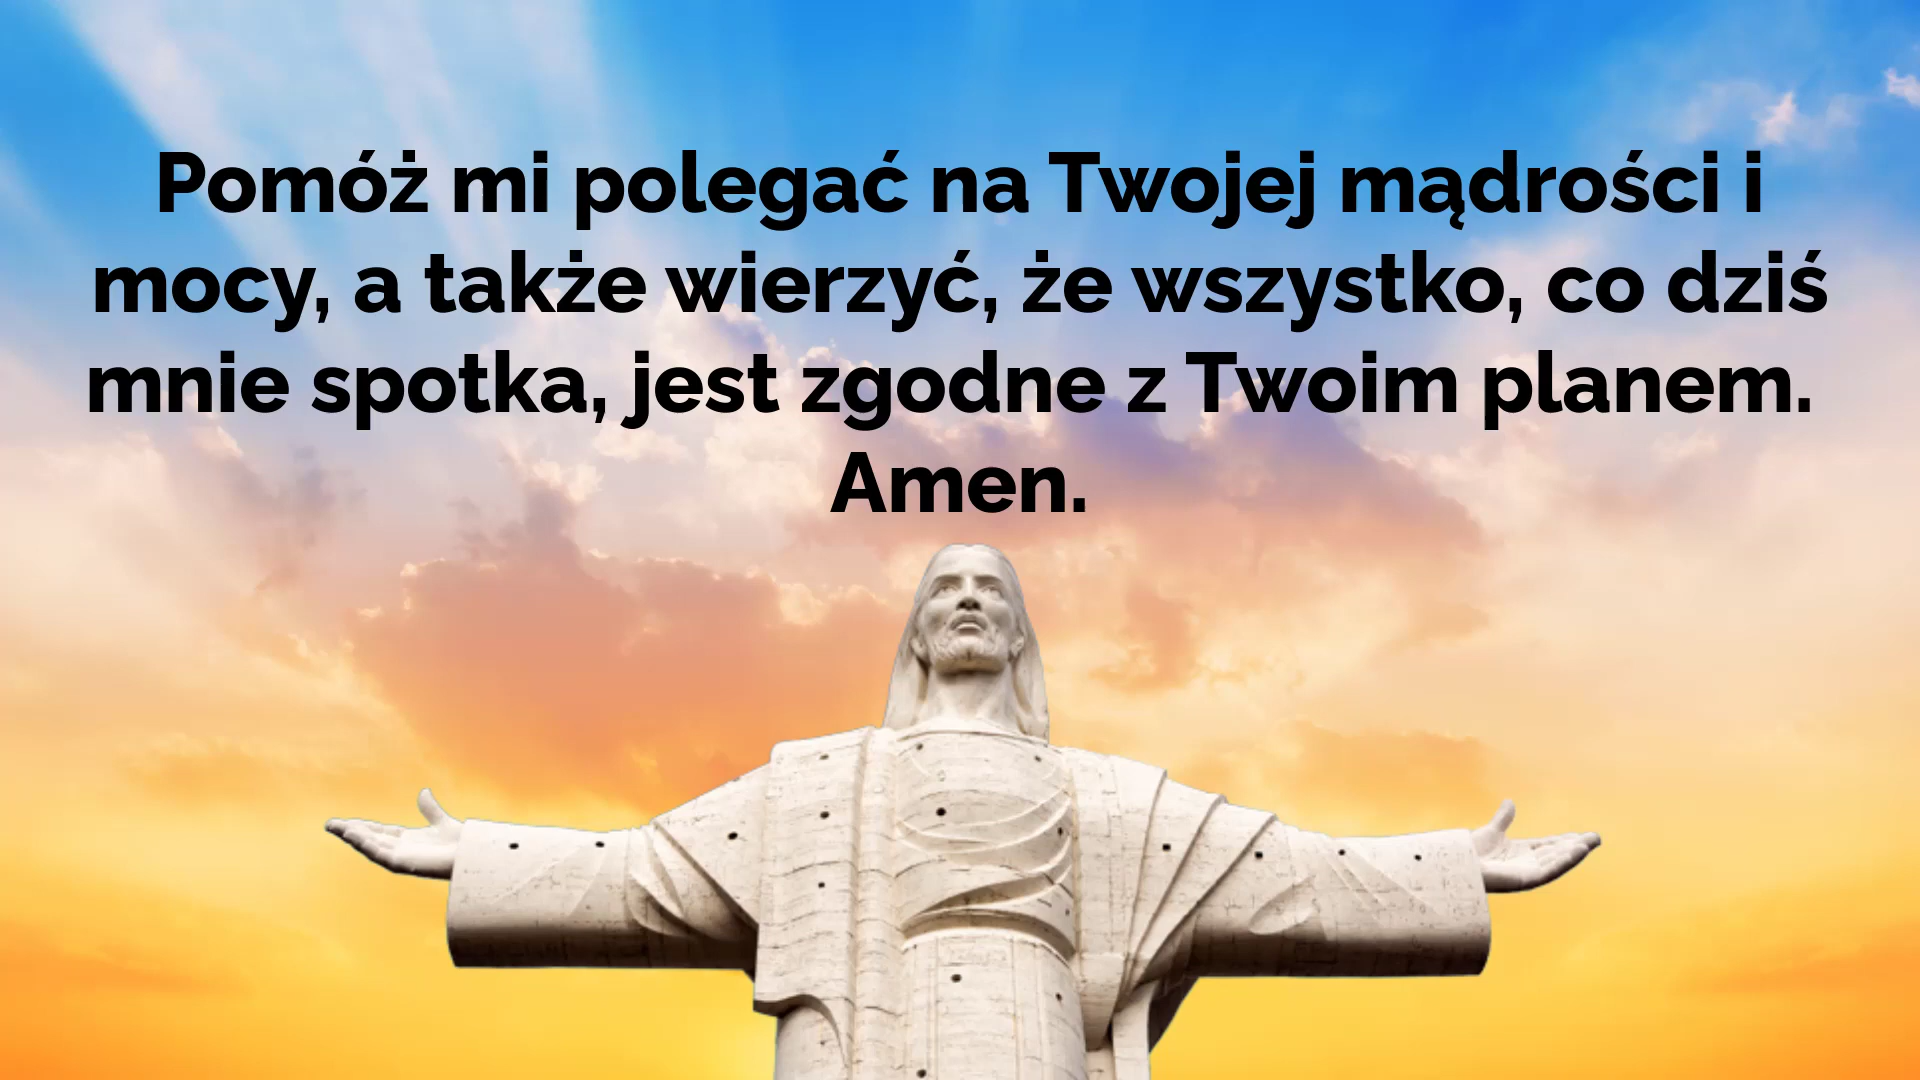 Pomóż mi polegać na Twojej mądrości i
mocy, a także wierzyć, że wszystko, co dziś
mnie spotka, jest zgodne z Twoim planem.
Amen.